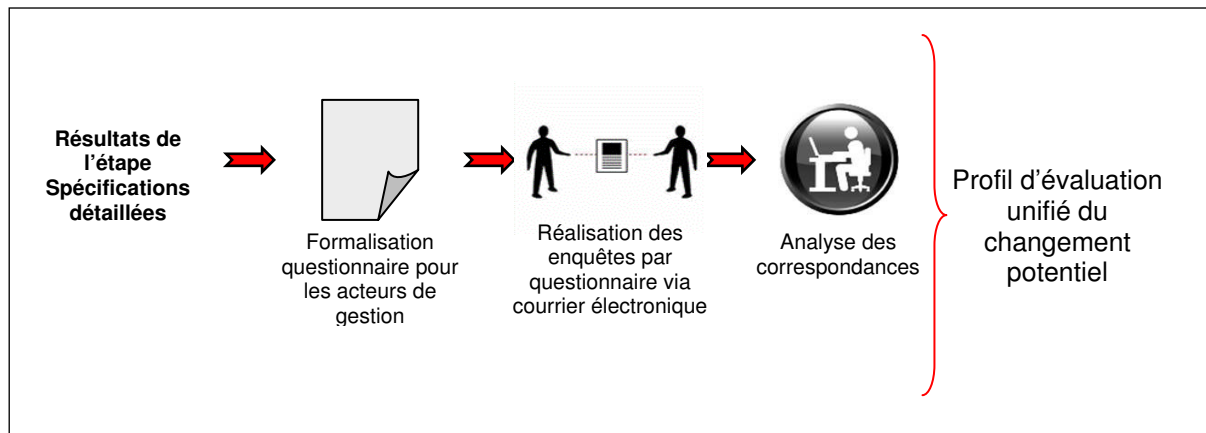 Résultats de
l'étape
Spécifications
détaillées
Formalisation
questionnaire pour
les acteurs de
gestion
Réalisation des
enquêtes par
questionnaire via
courrier électronique
Analyse des
correspondances
Profil d'évaluation
unifié du
changement
potentiel